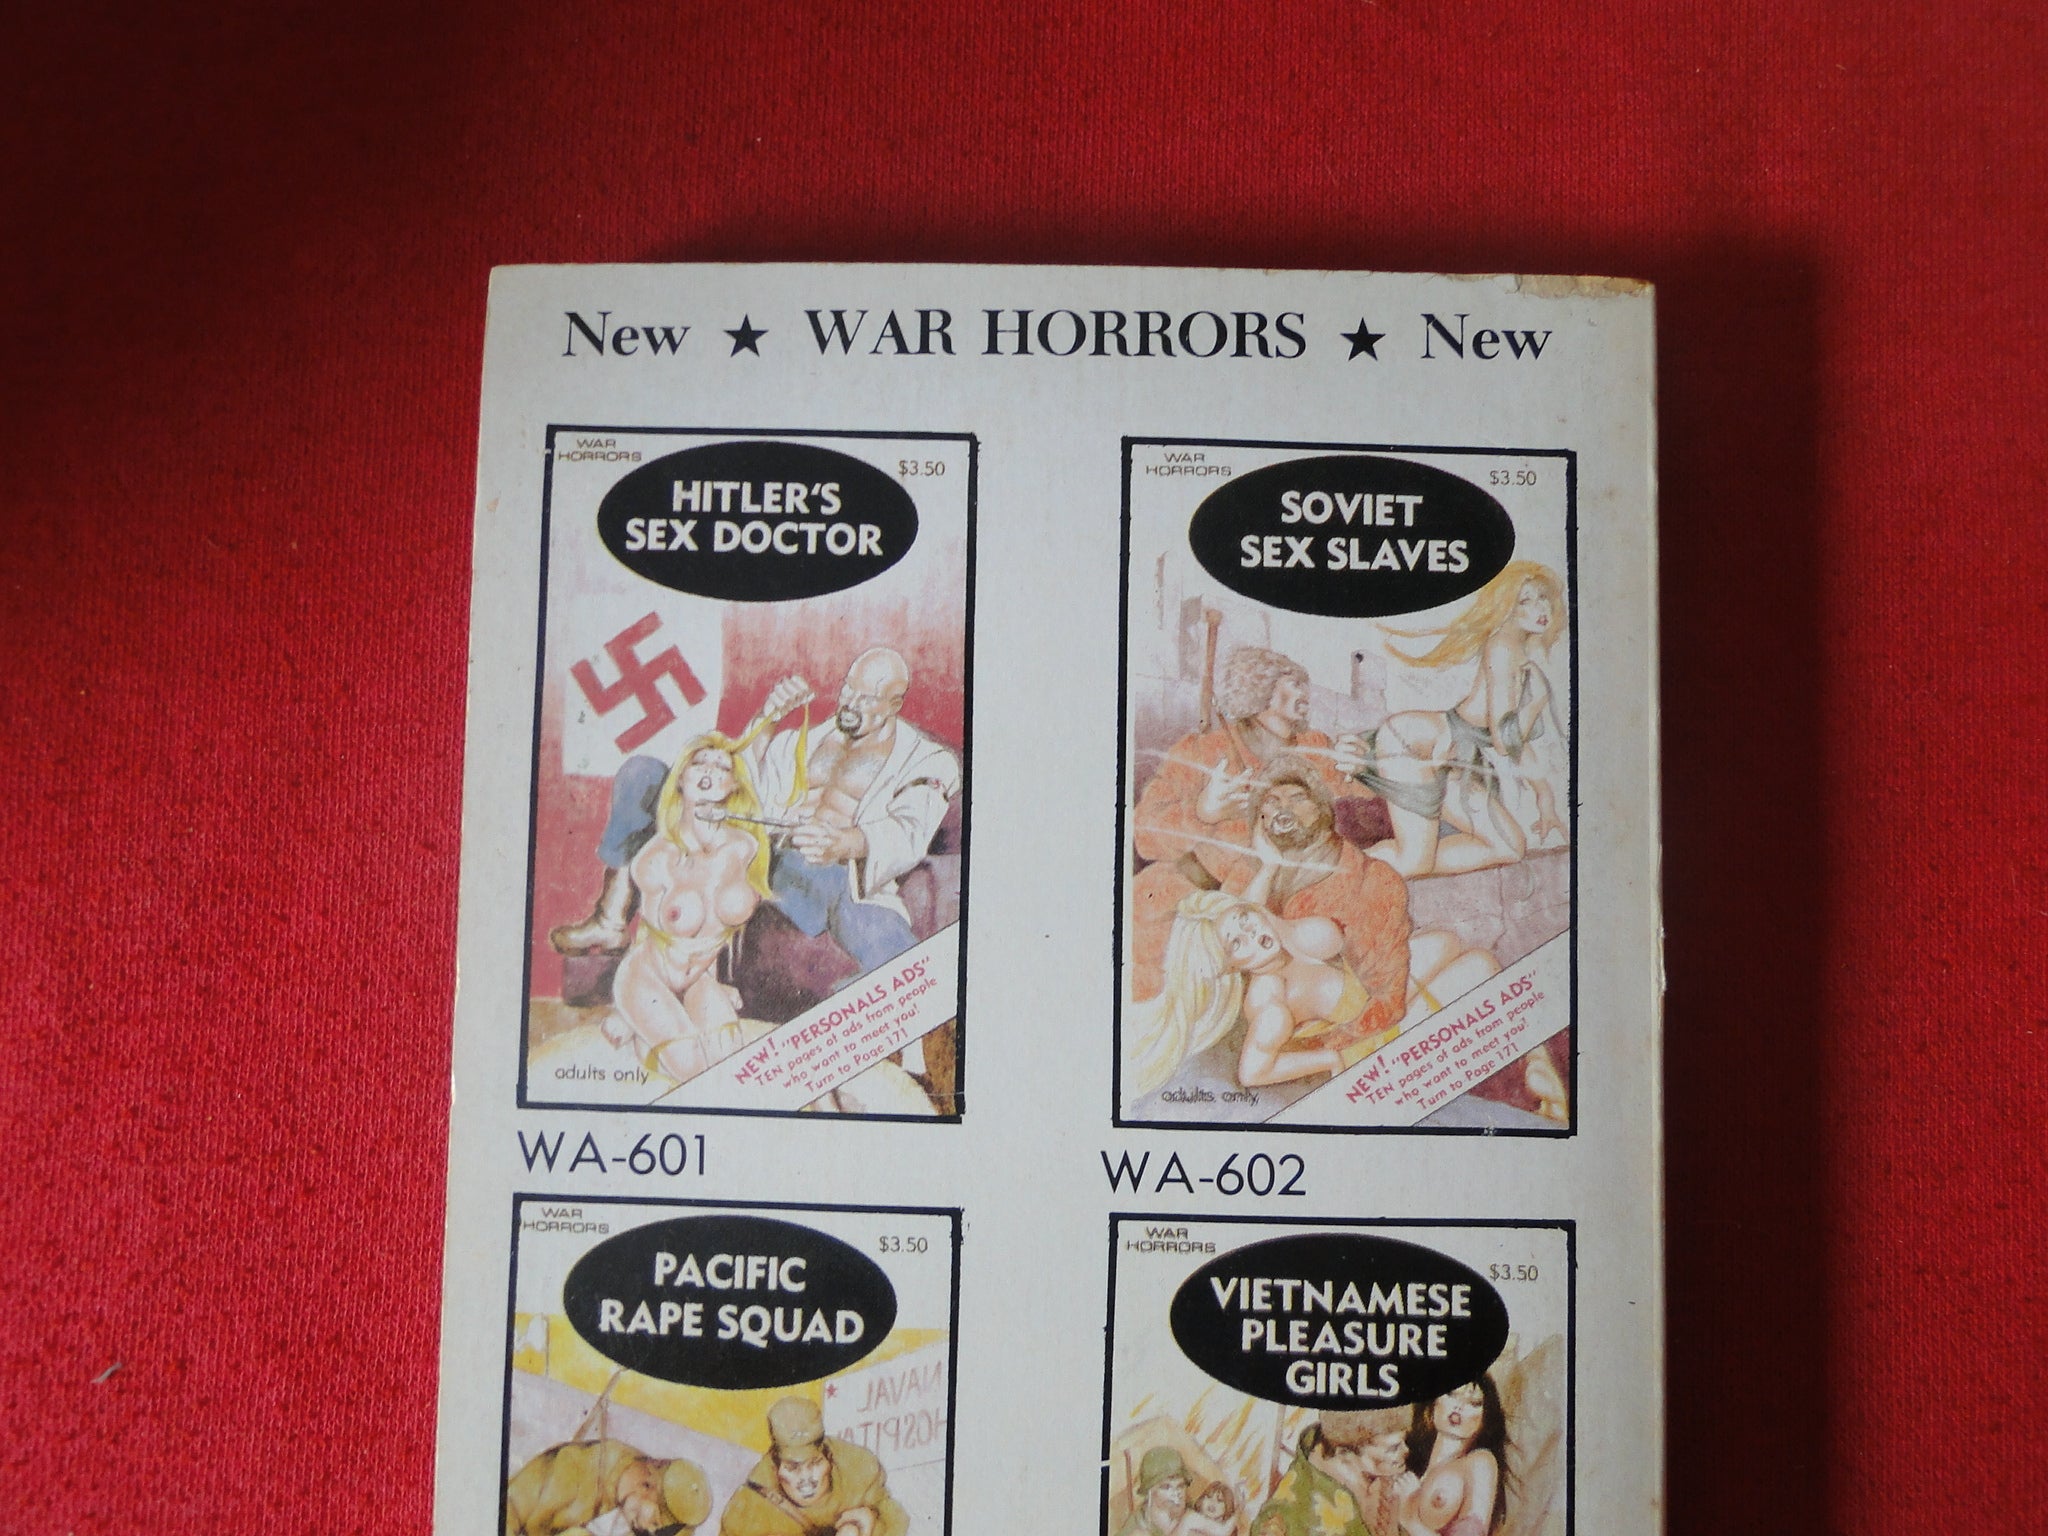 New ★ WAR HORRORS ★ New
WAR
HORRORS
$3.50
HITLER'S
SEX DOCTOR
NEW! "PERSONALS ADS"
TEN pages of ads from people
who want to meet you!
Turn to Page 171
adults only
WA-601
WAR
HORRORS
$3.50
SOVIET
SEX SLAVES
NEW! "PERSONALS ADS"
TEN pages of ads from people
who want to meet you!
Turn to Page 171
adults only
WA-602
WAR
HORRORS
$3.50
PACIFIC
RAPE SQUAD
NAVAL
HOSPITA
WAR
HORRORS
$3.50
VIETNAMESE
PLEASURE
GIRLS